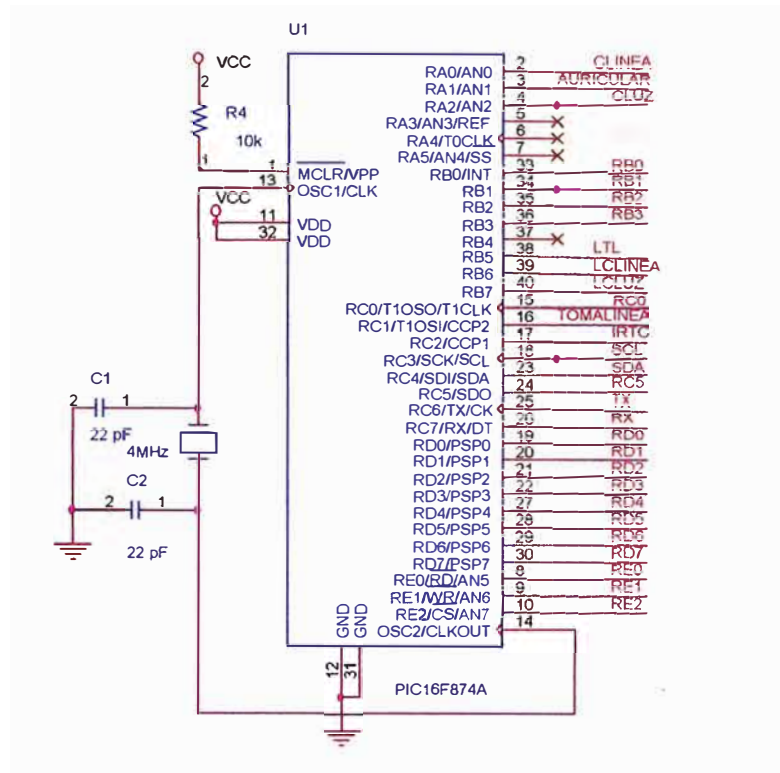 U1
VCC
2
R4
10k
1
1
MCLR/VPP
13
OSC1/CLK
VCC
11
VDD
32
VDD
RA0/AN0 2 CLINEA
RA1/AN1 3 AURICULAR
RA2/AN2 4 CLUZ
RA3/AN3/REF 5
RA4/T0CLK 6
RA5/AN4/SS 7
RB0/INT 33 RB0
RB1 34 RB1
RB2 35 RB2
RB3 36 RB3
RB4 37
RB5 38 LTL
RB6 39 LCLINEA
RB7 40 LCLUZ
RC0/T1OSO/T1CLK 15 RC0
RC1/T1OSI/CCP2 16 TOMALINEA
RC2/CCP1 17 IRTC
RC3/SCK/SCL 18 SCL
RC4/SDI/SDA 23 SDA
RC5/SDO 24 RC5
RC6/TX/CK 25 TX
RC7/RX/DT 26 RX
RD0/PSP0 19 RD0
RD1/PSP1 20 RD1
RD2/PSP2 21 RD2
RD3/PSP3 22 RD3
RD4/PSP4 27 RD4
RD5/PSP5 28 RD5
RD6/PSP6 29 RD6
RD7/PSP7 30 RD7
RE0/RD/AN5 8 RE0
RE1/WR/AN6 9 RE1
RE2/CS/AN7 10 RE2
OSC2/CLKOUT 14
C1
2 1
22 pF
4MHz
C2
2 1
22 pF
GND
GND
12
31
PIC16F874A